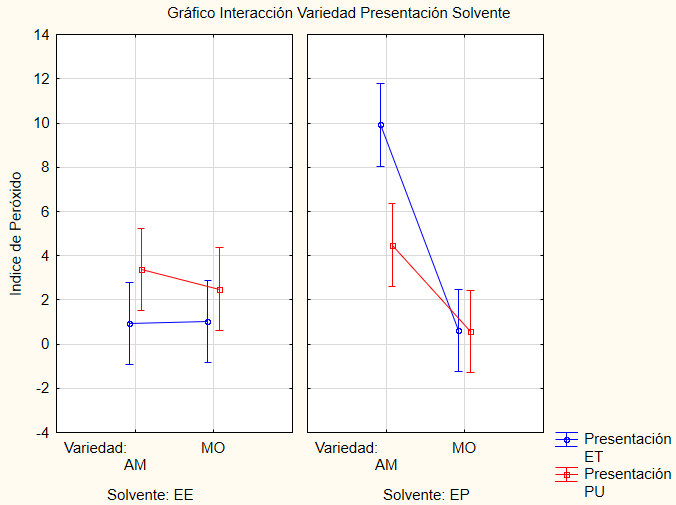 Gráfico Interacción Variedad Presentación Solvente
14
12
10
8
6
4
2
0
-2
-4
Indice de Peróxido
Variedad: MO Variedad: MO
AM AM
Solvente: EE Solvente: EP
Presentación
ET
Presentación
PU